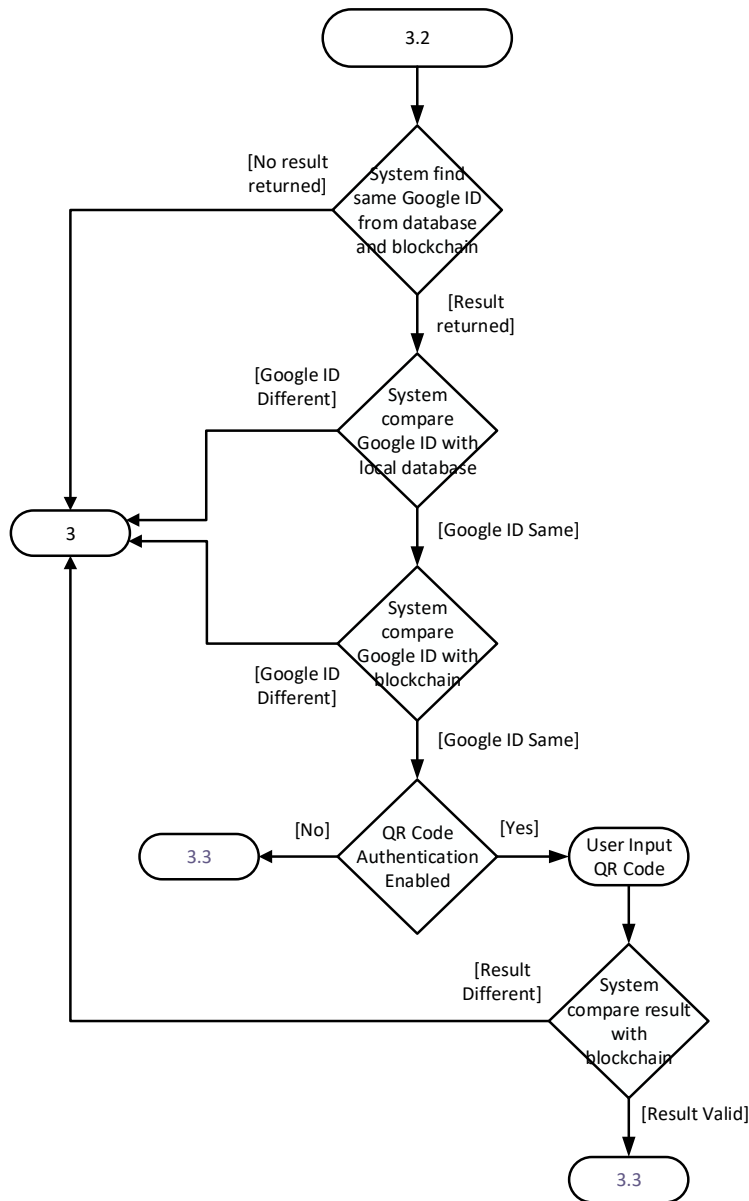 3.2
[No result
returned]
System find
same Google ID
from database
and blockchain
[Result
returned]
[Google ID
Different]
System
compare
Google ID with
local database
3
[Google ID Same]
System
compare
Google ID with
blockchain
[Google ID
Different]
[Google ID Same]
3.3
[No]
QR Code
Authentication
Enabled
[Yes]
User Input
QR Code
[Result
Different]
System
compare result
with
blockchain
[Result Valid]
3.3